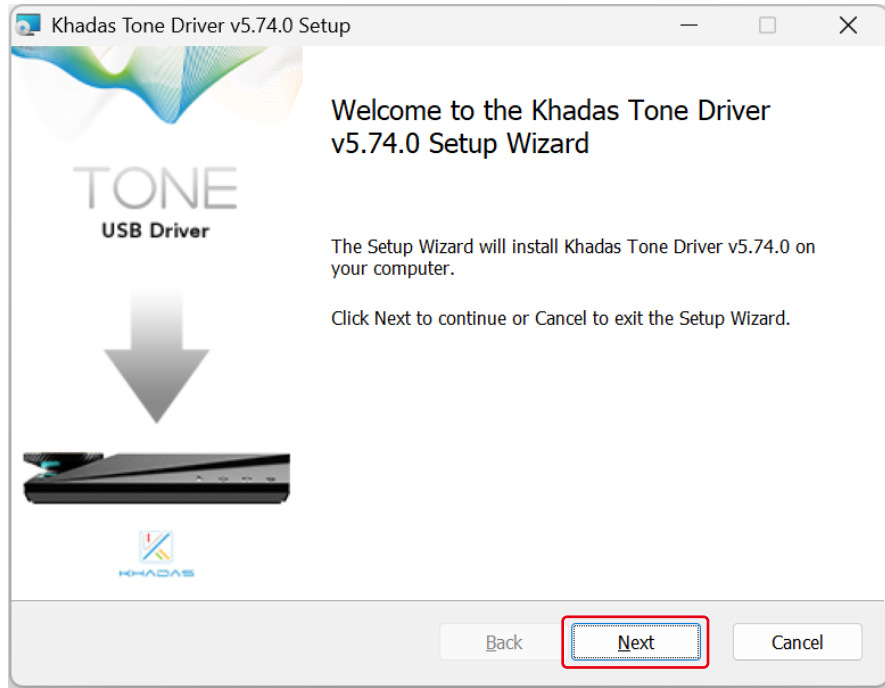 Khadas Tone Driver v5.74.0 Setup
Welcome to the Khadas Tone Driver
v5.74.0 Setup Wizard
TONE
USB Driver
The Setup Wizard will install Khadas Tone Driver v5.74.0 on
your computer.
Click Next to continue or Cancel to exit the Setup Wizard.
KHADAS
Back
Next
Cancel